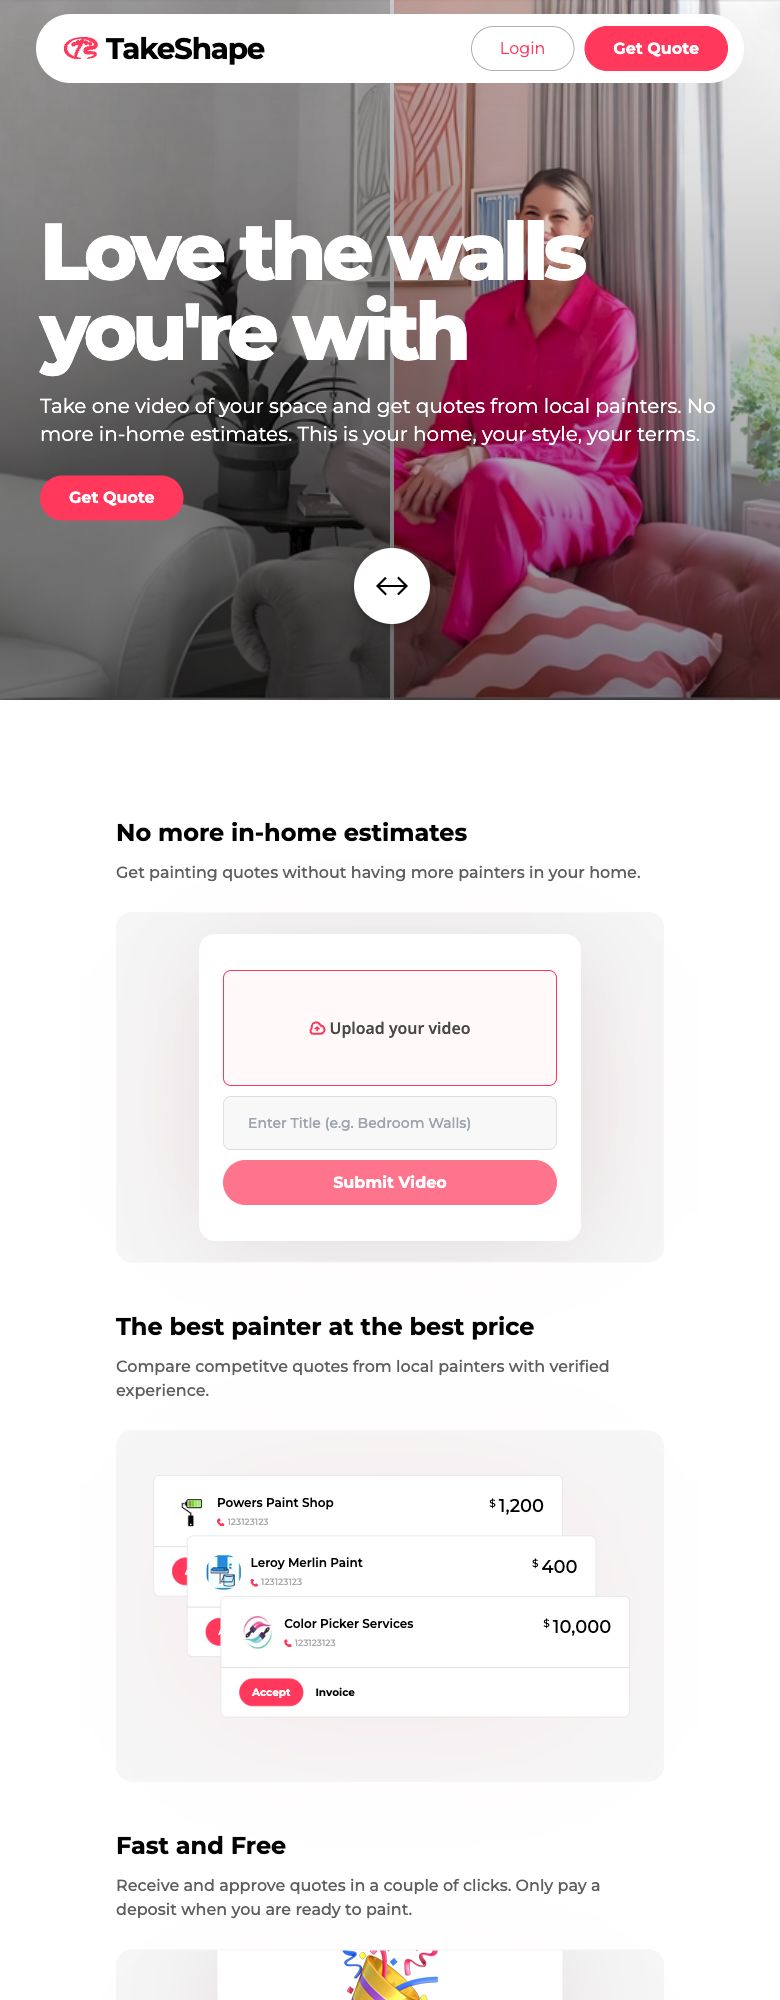 TakeShape
Login
Get Quote
Love the walls
you're with
Take one video of your space and get quotes from local painters. No
more in-home estimates. This is your home, your style, your terms.
Get Quote
No more in-home estimates
Get painting quotes without having more painters in your home.
Upload your video
Enter Title (e.g. Bedroom Walls)
Submit Video
The best painter at the best price
Compare competitve quotes from local painters with verified
experience.
Powers Paint Shop
$1,200
123123123
Leroy Merlin Paint
$400
123123123
Color Picker Services
$10,000
123123123
Accept
Invoice
Fast and Free
Receive and approve quotes in a couple of clicks. Only pay a
deposit when you are ready to paint.